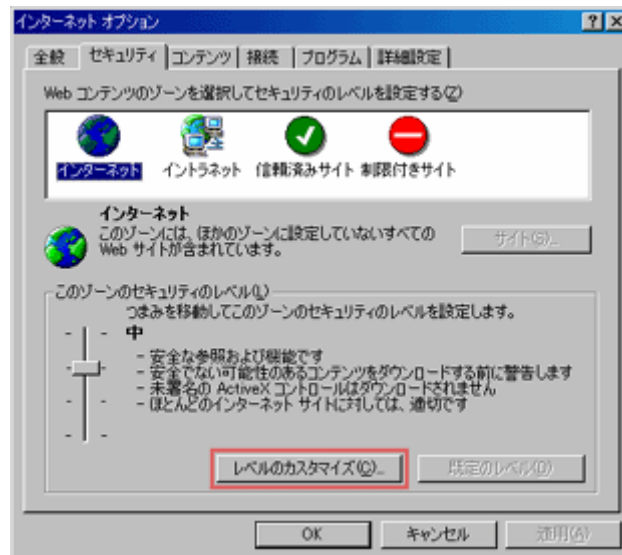 インターネット オプション
全般 セキュリティ コンテンツ 接続 プログラム 詳細設定
Web コンテンツのゾーンを選択してセキュリティのレベルを設定する(Z)
インターネット イントラネット 信頼済みサイト 制限付きサイト
インターネット
このゾーンには、ほかのゾーンに設定していないすべての
Web サイトが含まれています。
サイト(S)...
このゾーンのセキュリティのレベル(L)
つまみを移動してこのゾーンのセキュリティのレベルを設定します。
中
- 安全な参照および機能です
- 安全でない可能性のあるコンテンツをダウンロードする前に警告します
- 未署名の ActiveX コントロールはダウンロードされません
- ほとんどのインターネット サイトに対しては、適切です
レベルのカスタマイズ(C)... 既定のレベル(D)
OK キャンセル 適用(A)